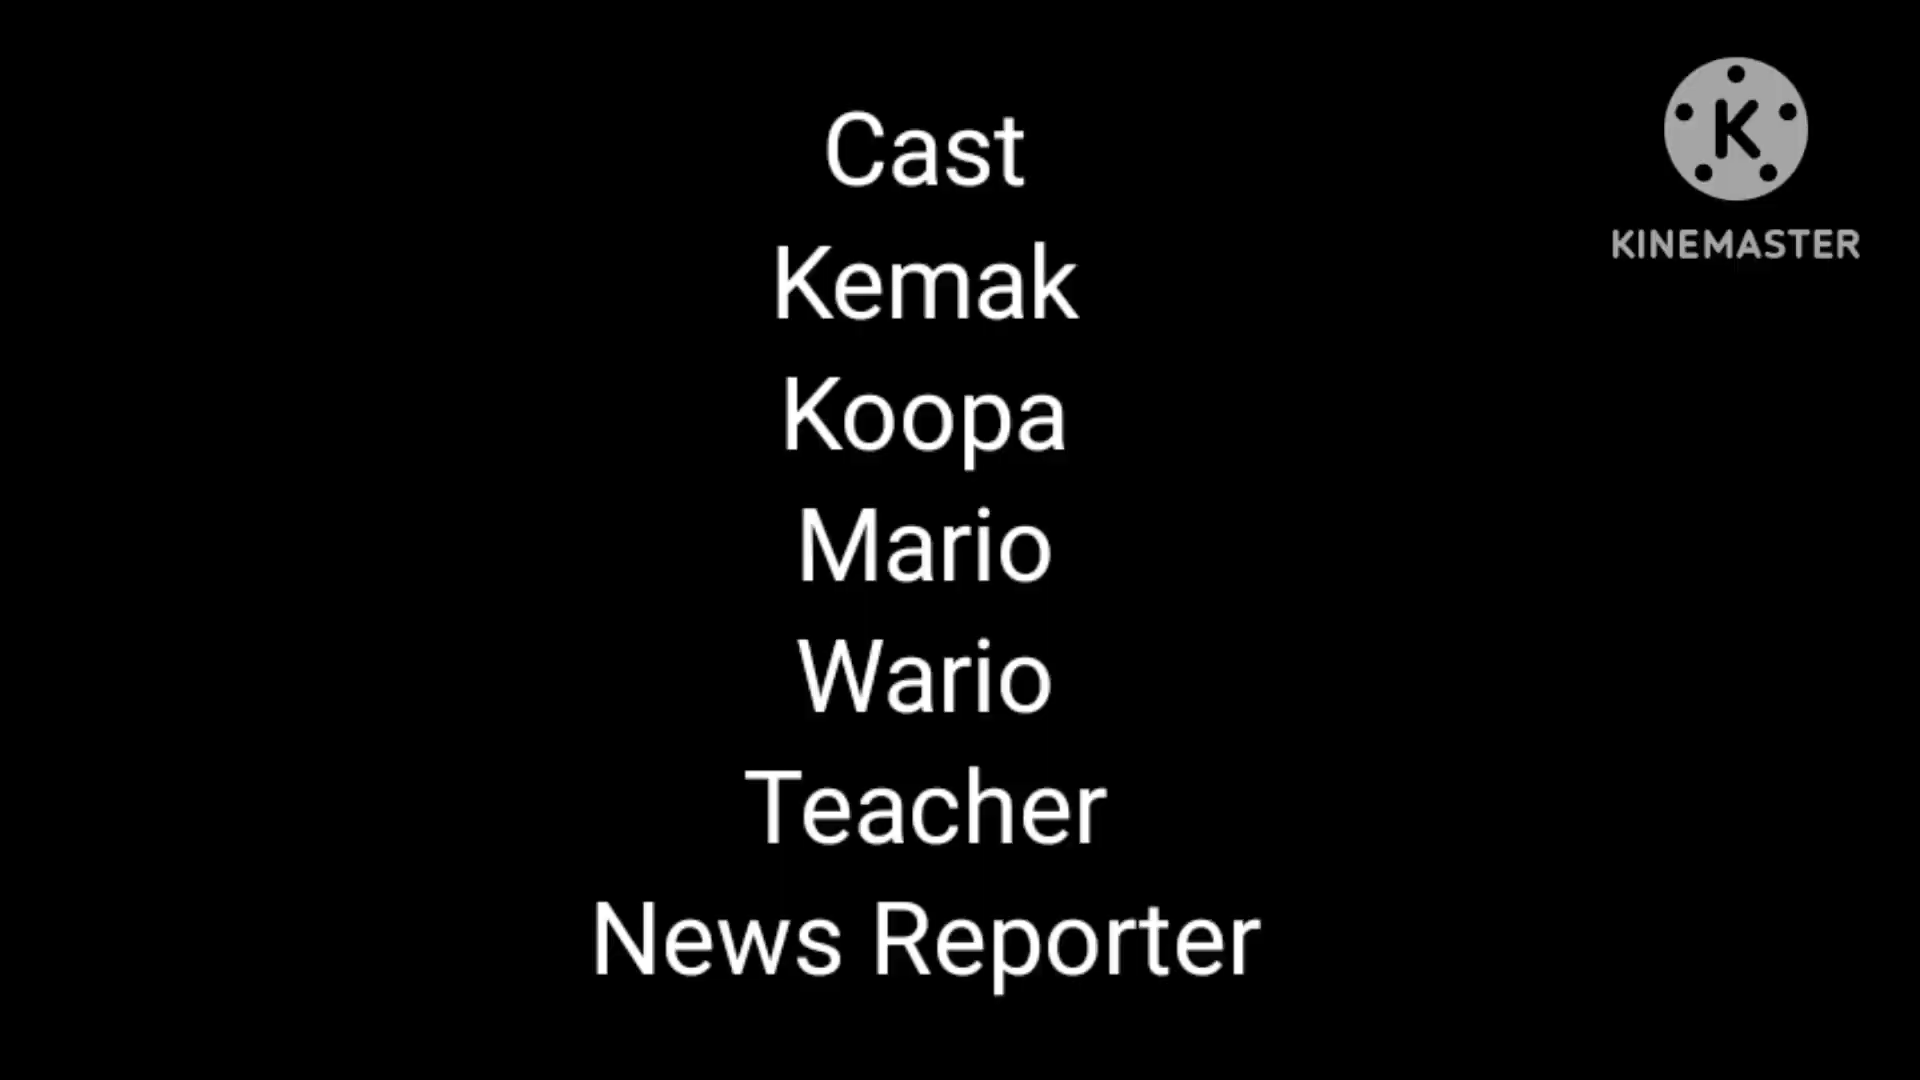 Cast
Kemak
Koopa
Mario
Wario
Teacher
News Reporter
K
KINEMASTER